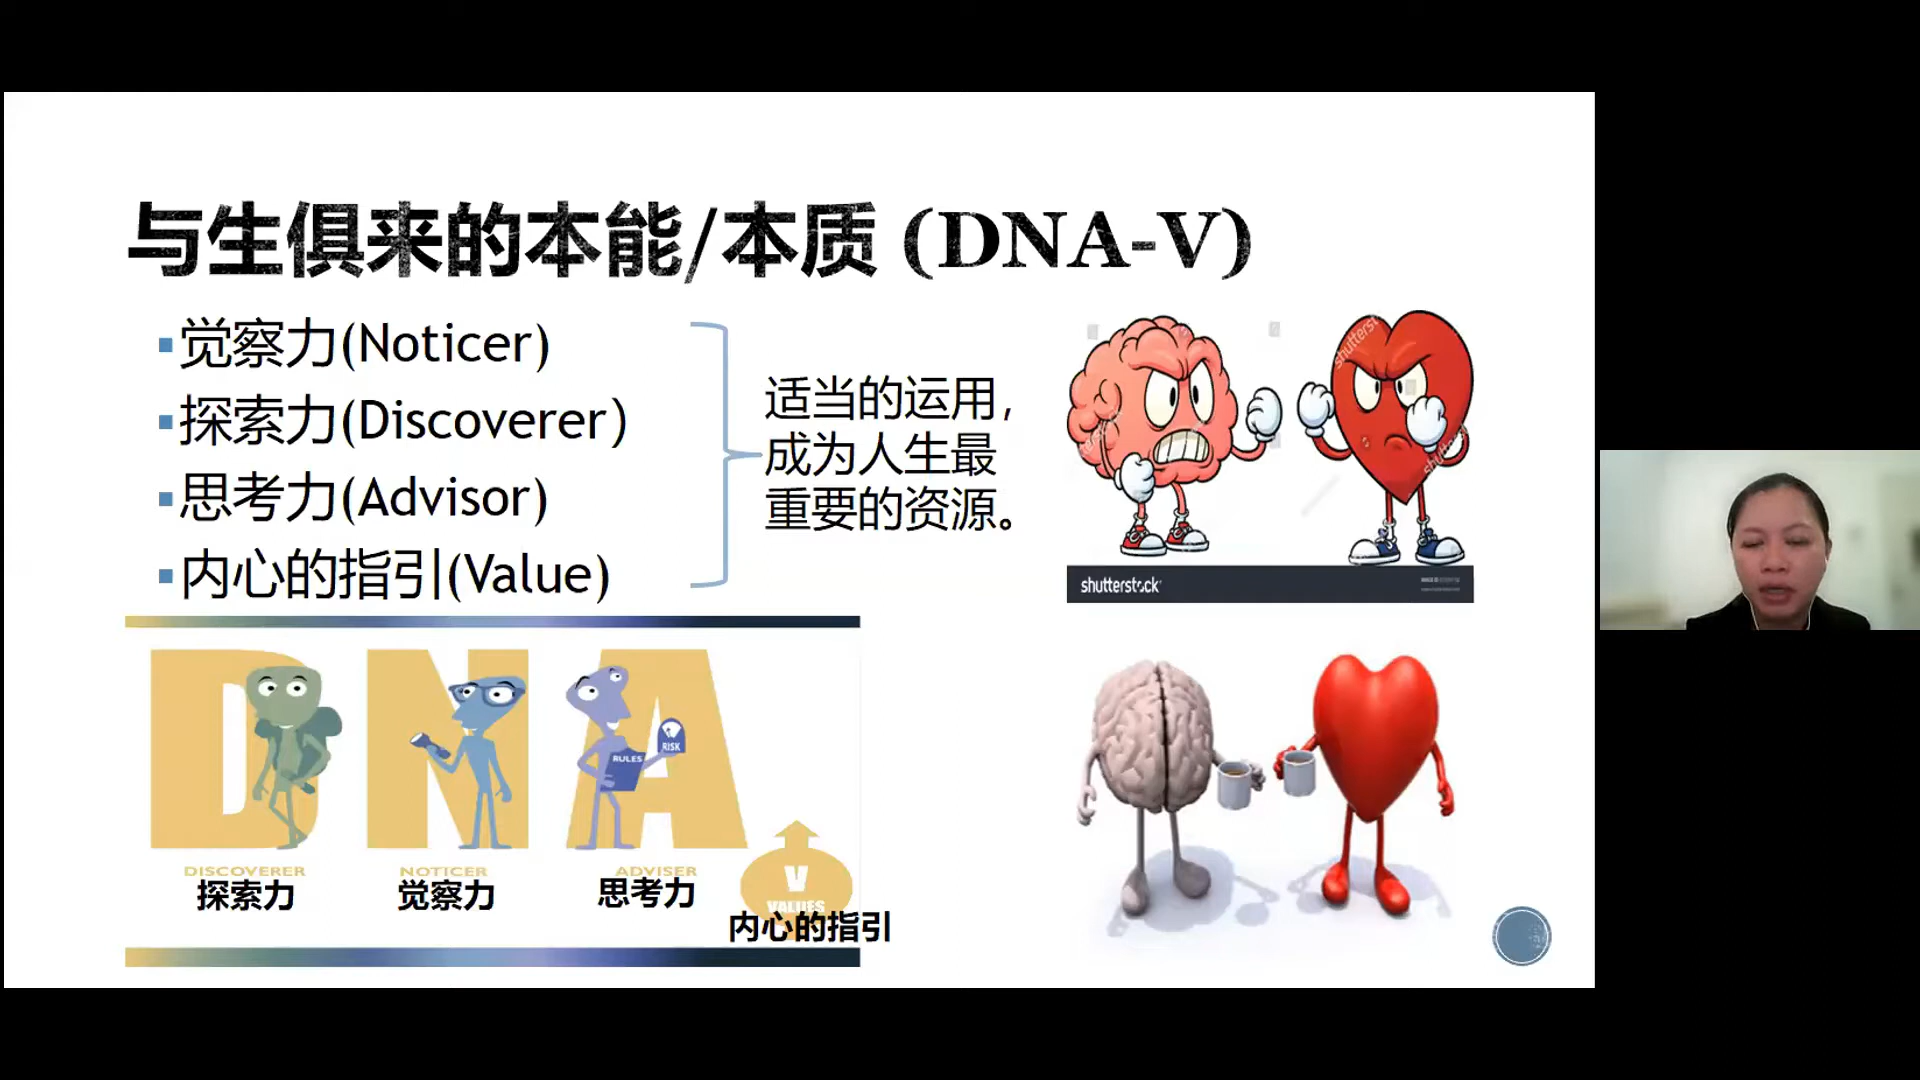 与生俱来的本能/本质 (DNA-V)
觉察力(Noticer)
探索力(Discoverer)
思考力(Advisor)
内心的指引(Value)
适当的运用,
成为人生最
重要的资源。
shutterstock
shutterstock
shutterstock
DNA
RULES
RISK
DISCOVERER
探索力
NOTICER
觉察力
ADVISER
思考力
V
VALUES
内心的指引